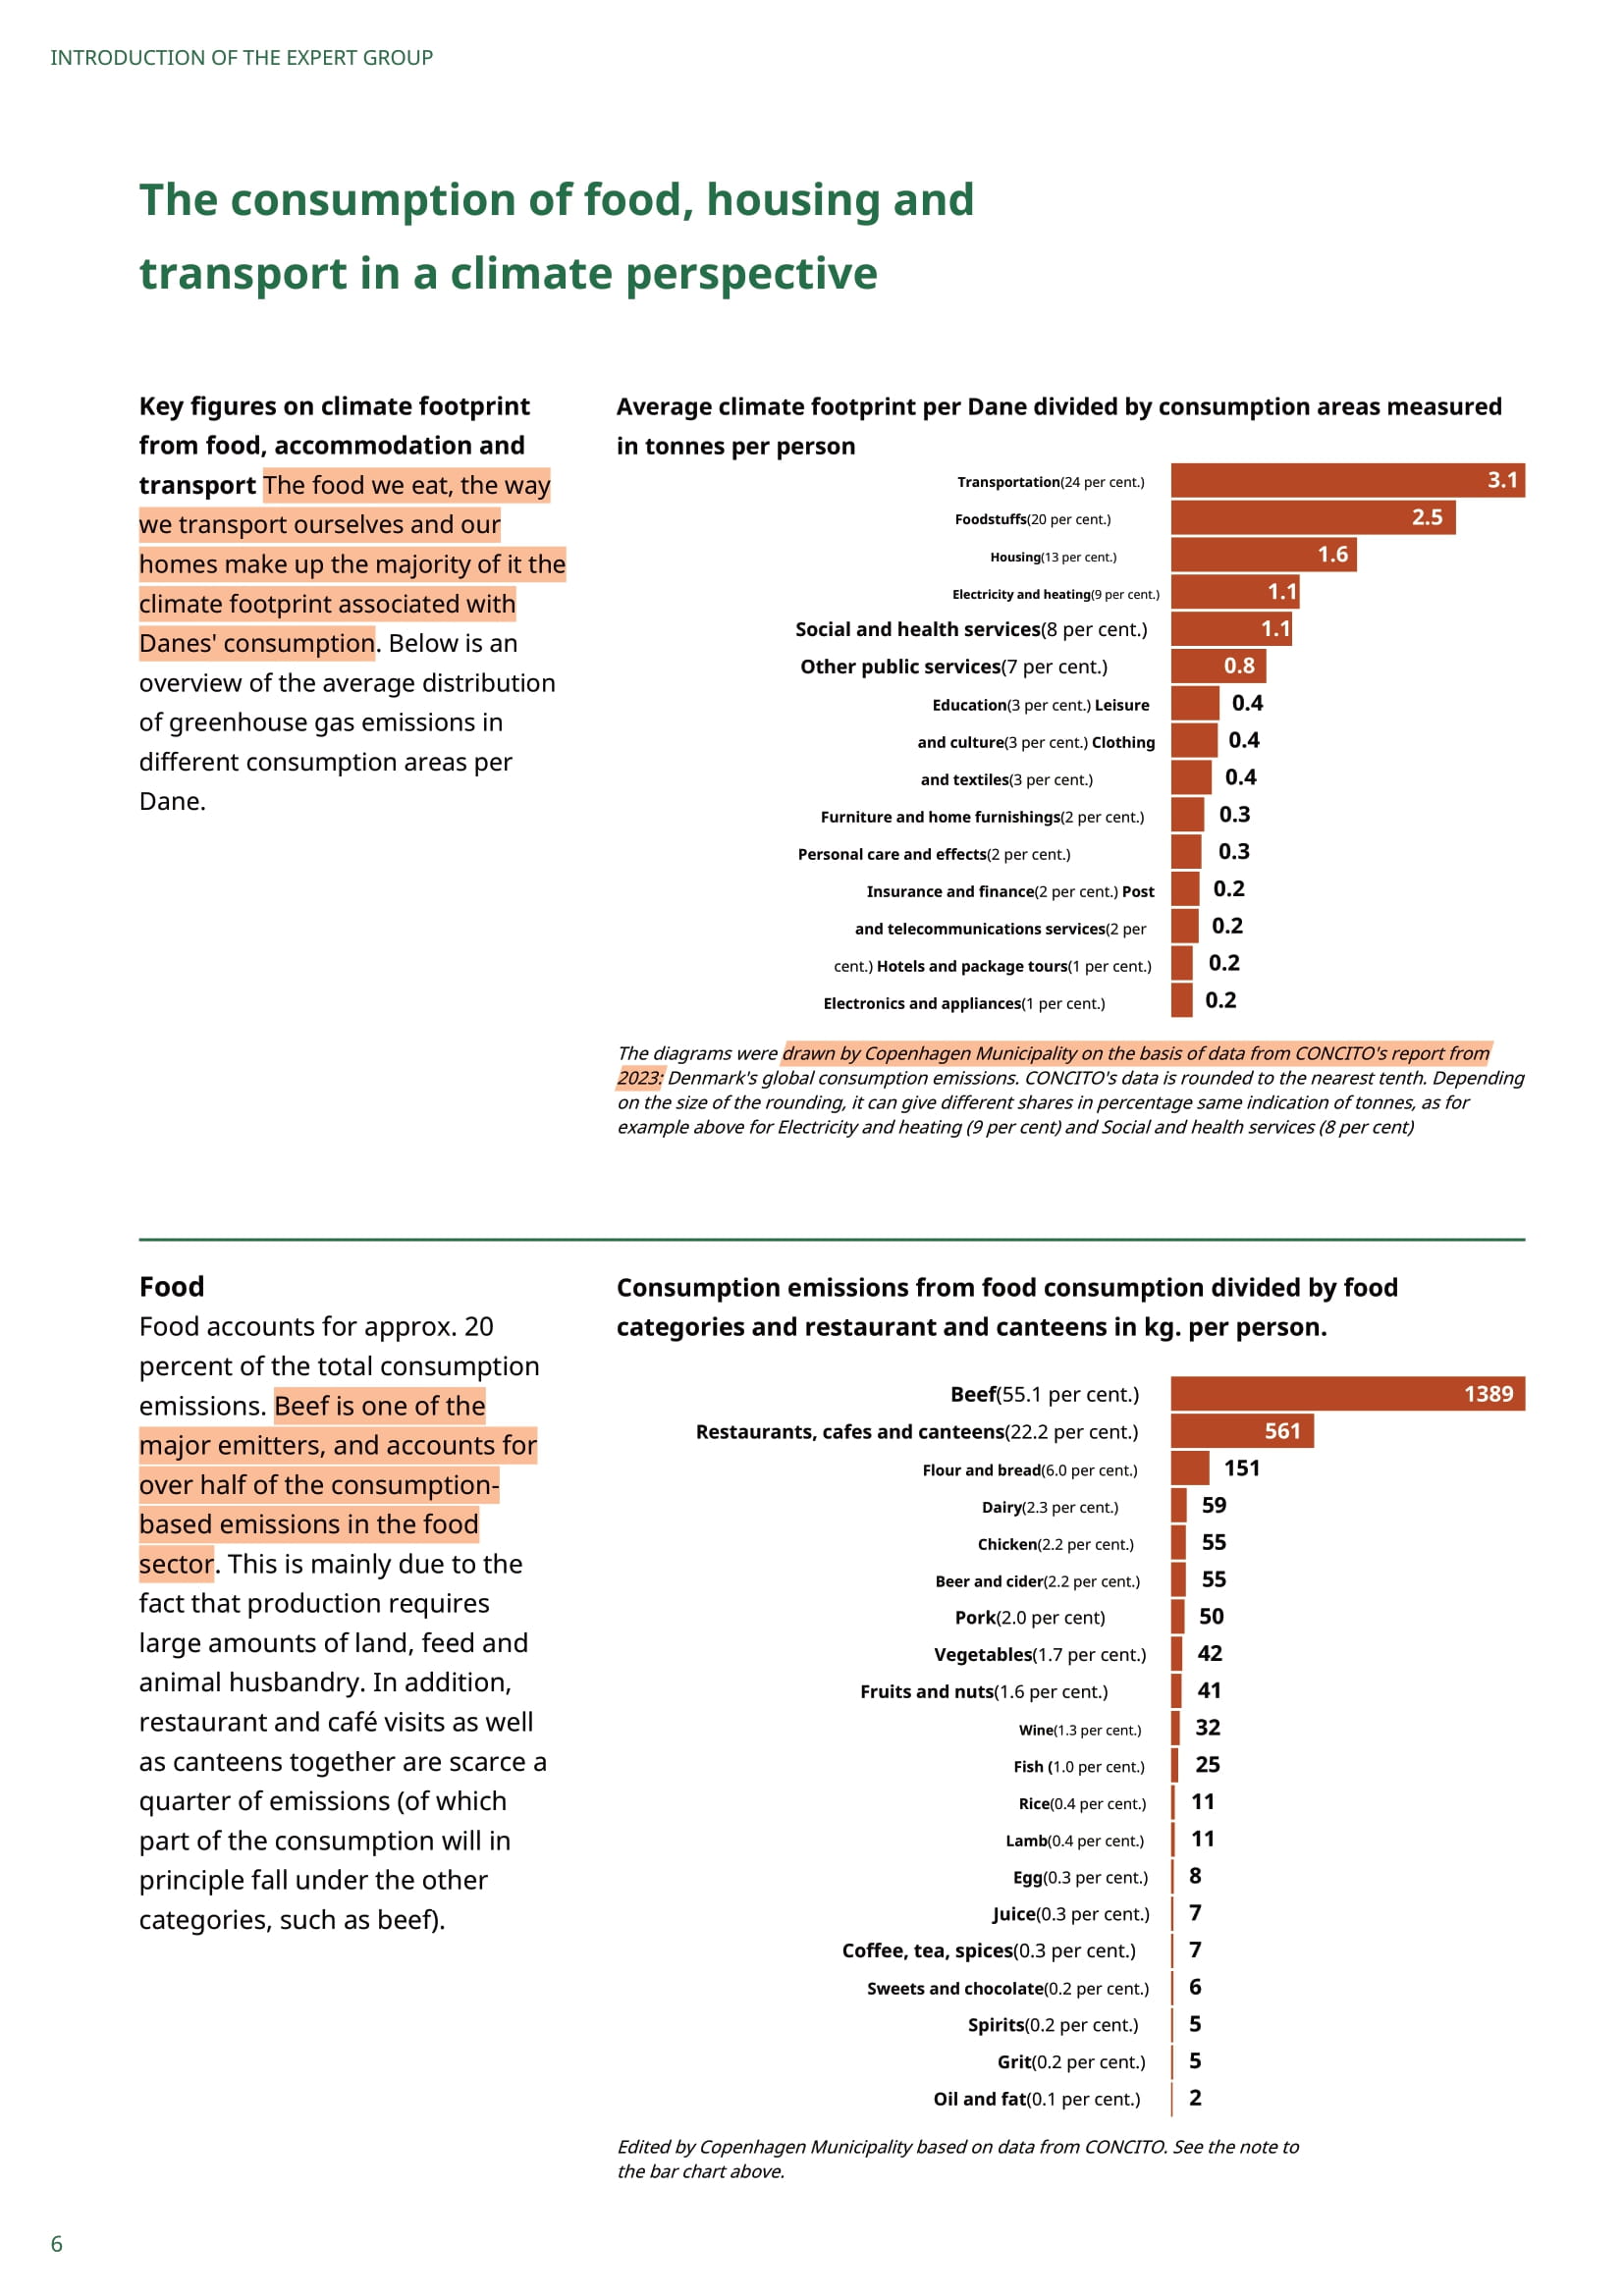 INTRODUCTION OF THE EXPERT GROUP
The consumption of food, housing and
transport in a climate perspective
Key figures on climate footprint
from food, accommodation and
transport The food we eat, the way
we transport ourselves and our
homes make up the majority of it the
climate footprint associated with
Danes' consumption. Below is an
overview of the average distribution
of greenhouse gas emissions in
different consumption areas per
Dane.
Average climate footprint per Dane divided by consumption areas measured
in tonnes per person
Transportation(24 per cent.) 3.1
Foodstuffs(20 per cent.) 2.5
Housing(13 per cent.) 1.6
Electricity and heating(9 per cent.) 1.1
Social and health services(8 per cent.) 1.1
Other public services(7 per cent.) 0.8
Education(3 per cent.) Leisure 0.4
and culture(3 per cent.) Clothing 0.4
and textiles(3 per cent.) 0.4
Furniture and home furnishings(2 per cent.) 0.3
Personal care and effects(2 per cent.) 0.3
Insurance and finance(2 per cent.) Post 0.2
and telecommunications services(2 per 0.2
cent.) Hotels and package tours(1 per cent.) 0.2
Electronics and appliances(1 per cent.) 0.2
The diagrams were drawn by Copenhagen Municipality on the basis of data from CONCITO's report from
2023: Denmark's global consumption emissions. CONCITO's data is rounded to the nearest tenth. Depending
on the size of the rounding, it can give different shares in percentage same indication of tonnes, as for
example above for Electricity and heating (9 per cent) and Social and health services (8 per cent)
Food
Food accounts for approx. 20
percent of the total consumption
emissions. Beef is one of the
major emitters, and accounts for
over half of the consumption-
based emissions in the food
sector. This is mainly due to the
fact that production requires
large amounts of land, feed and
animal husbandry. In addition,
restaurant and café visits as well
as canteens together are scarce a
quarter of emissions (of which
part of the consumption will in
principle fall under the other
categories, such as beef).
Consumption emissions from food consumption divided by food
categories and restaurant and canteens in kg. per person.
Beef(55.1 per cent.) 1389
Restaurants, cafes and canteens(22.2 per cent.) 561
Flour and bread(6.0 per cent.) 151
Dairy(2.3 per cent.) 59
Chicken(2.2 per cent.) 55
Beer and cider(2.2 per cent.) 55
Pork(2.0 per cent) 50
Vegetables(1.7 per cent.) 42
Fruits and nuts(1.6 per cent.) 41
Wine(1.3 per cent.) 32
Fish (1.0 per cent.) 25
Rice(0.4 per cent.) 11
Lamb(0.4 per cent.) 11
Egg(0.3 per cent.) 8
Juice(0.3 per cent.) 7
Coffee, tea, spices(0.3 per cent.) 7
Sweets and chocolate(0.2 per cent.) 6
Spirits(0.2 per cent.) 5
Grit(0.2 per cent.) 5
Oil and fat(0.1 per cent.) 2
Edited by Copenhagen Municipality based on data from CONCITO. See the note to
the bar chart above.
6